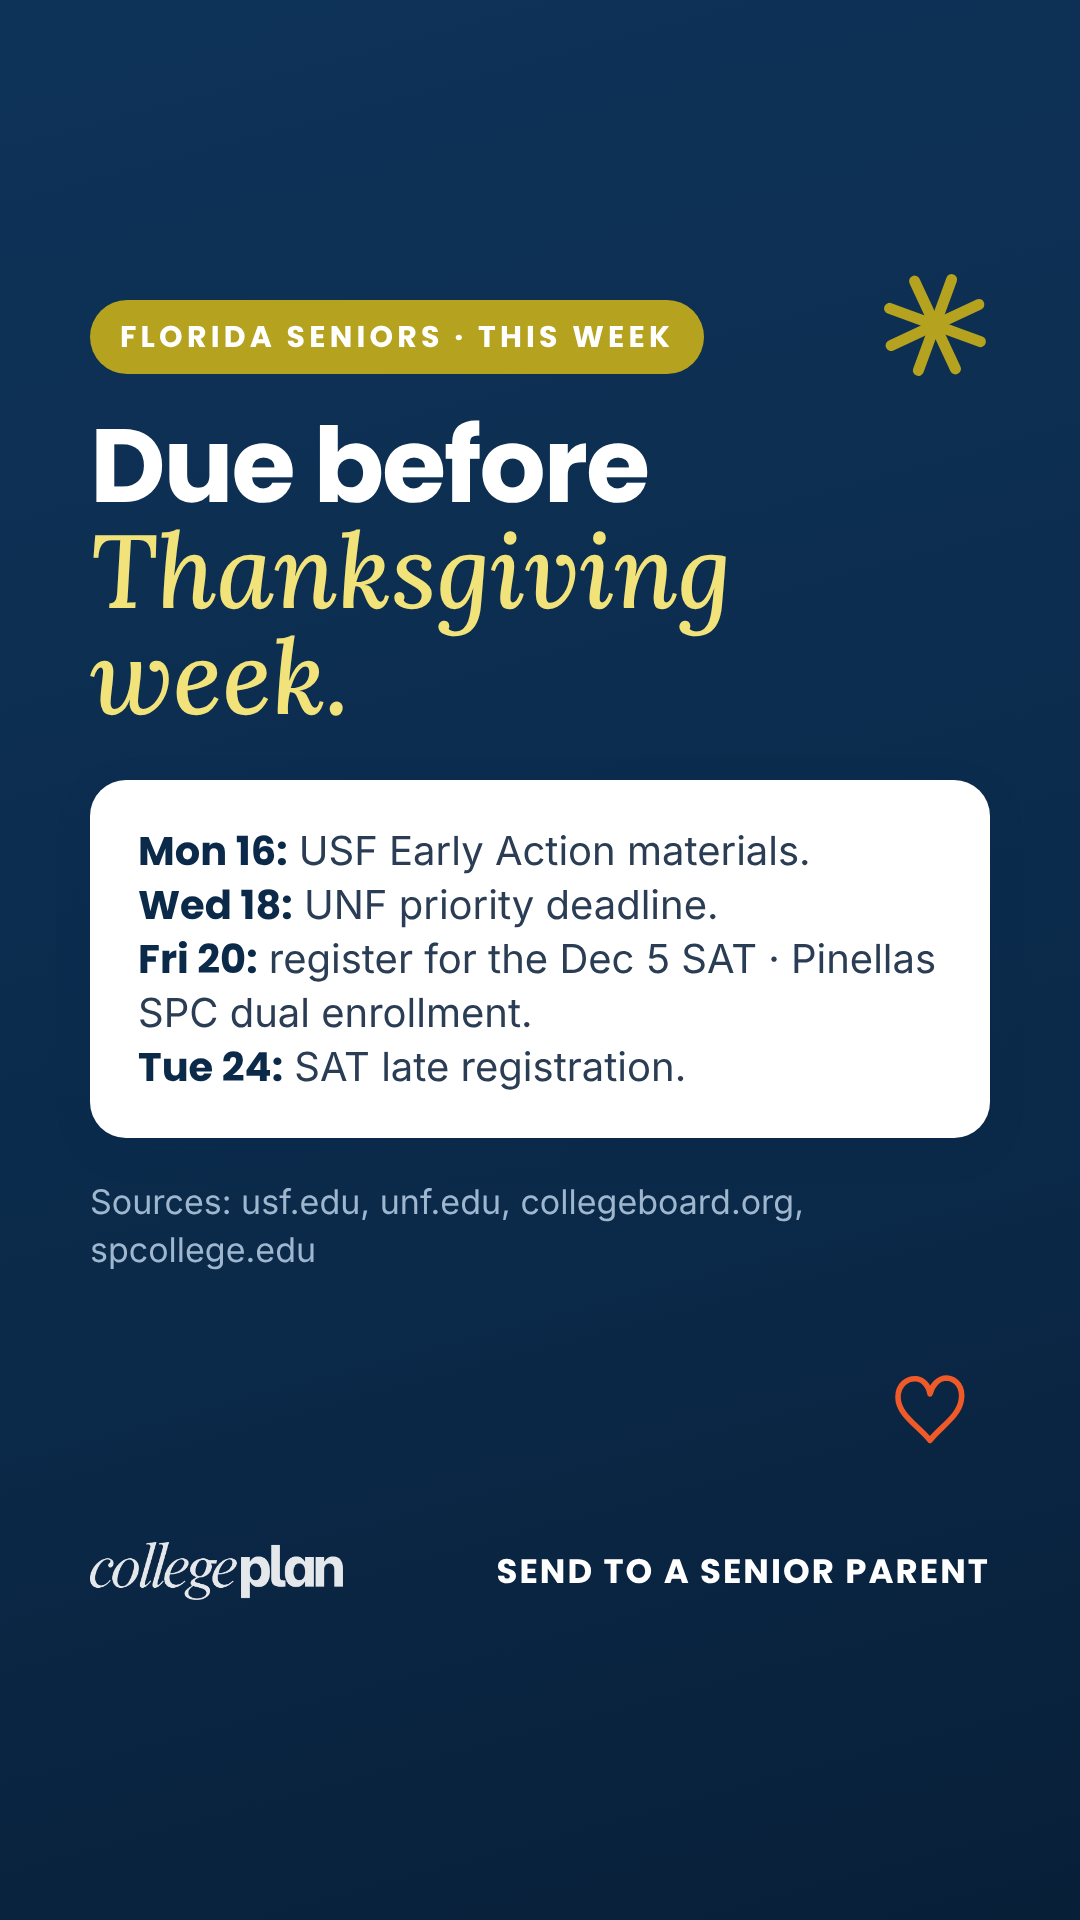 FLORIDA SENIORS · THIS WEEK
Due before
Thanksgiving
week.
Mon 16: USF Early Action materials.
Wed 18: UNF priority deadline.
Fri 20: register for the Dec 5 SAT · Pinellas
SPC dual enrollment.
Tue 24: SAT late registration.
Sources: usf.edu, unf.edu, collegeboard.org,
spcollege.edu
collegeplan
SEND TO A SENIOR PARENT